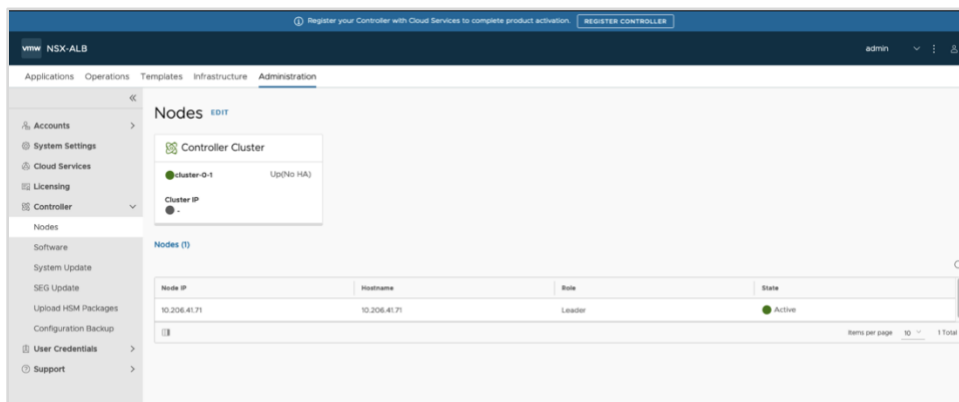 Register your Controller with Cloud Services to complete product activation. REGISTER CONTROLLER
vmw NSX-ALB admin
Applications Operations Templates Infrastructure Administration
Nodes EDIT
Accounts
System Settings
Cloud Services
Licensing
Controller
Nodes
Software
System Update
SEG Update
Upload HSM Packages
Configuration Backup
User Credentials
Support
Controller Cluster
cluster-0-1 Up(No HA)
Cluster IP
-
Nodes (1)
Node IP Hostname Role State
10.206.41.71 10.206.41.71 Leader Active
Items per page 10 1 Total